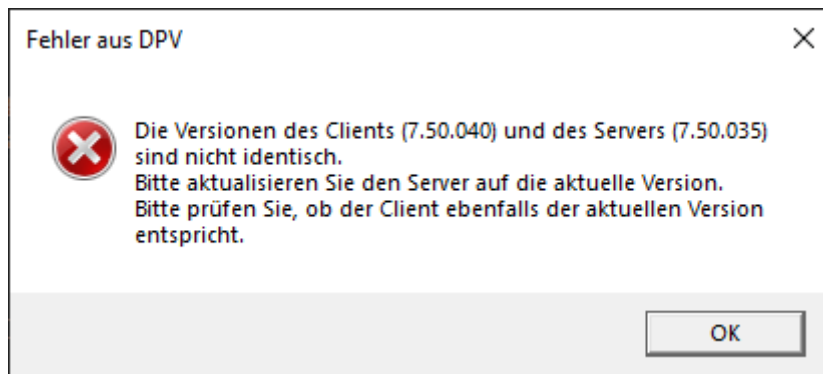 Fehler aus DPV
Die Versionen des Clients (7.50.040) und des Servers (7.50.035)
sind nicht identisch.
Bitte aktualisieren Sie den Server auf die aktuelle Version.
Bitte prüfen Sie, ob der Client ebenfalls der aktuellen Version
entspricht.
OK